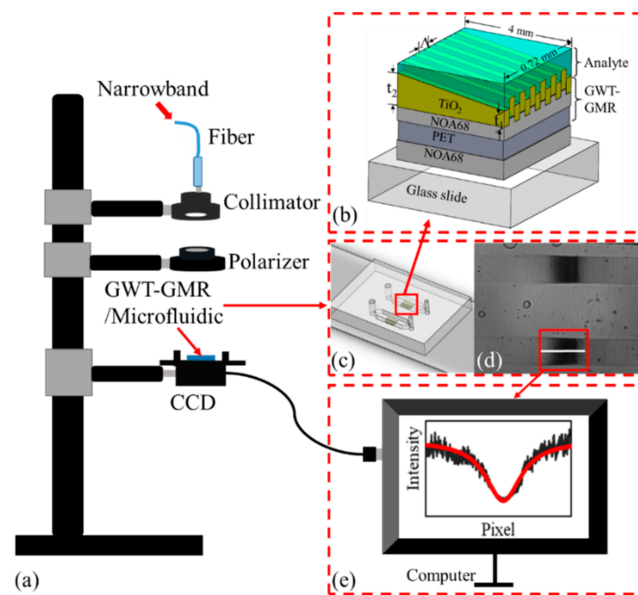 Narrowband
Fiber
Collimator
Polarizer
GWT-GMR
/Microfluidic
CCD
(a)
4 mm
0.72 mm
Λ
t₂
t₁
TiO₂
NOA68
PET
NOA68
Glass slide
Analyte
GWT-
GMR
(b)
(c)
(d)
Intensity
Pixel
Computer
(e)